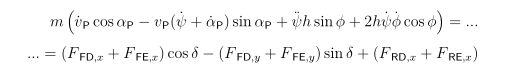 m ( v̇_P cos α_P − v_P(ψ̇ + α̇_P) sin α_P + ψ̈ h sin ϕ + 2hψ̇ϕ̇ cos ϕ ) = ...
... = (F_FD,x + F_FE,x) cos δ − (F_FD,y + F_FE,y) sin δ + (F_RD,x + F_RE,x)